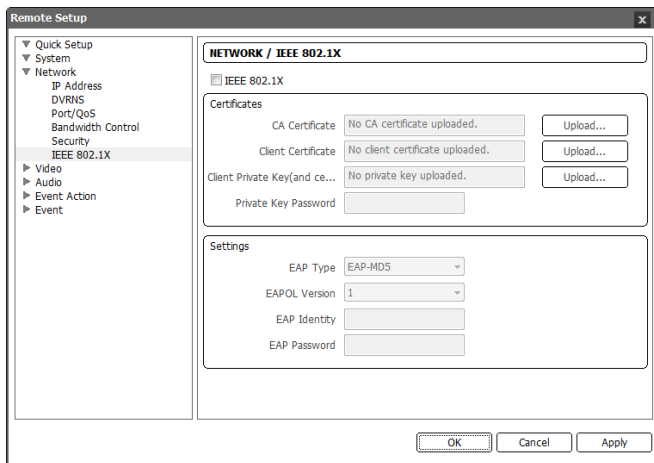 Remote Setup
x
Quick Setup
System
Network
IP Address
DVRNS
Port/QoS
Bandwidth Control
Security
IEEE 802.1X
Video
Audio
Event Action
Event
NETWORK / IEEE 802.1X
IEEE 802.1X
Certificates
CA Certificate No CA certificate uploaded. Upload...
Client Certificate No client certificate uploaded. Upload...
Client Private Key(and ce... No private key uploaded. Upload...
Private Key Password
Settings
EAP Type EAP-MD5
EAPOL Version 1
EAP Identity
EAP Password
OK Cancel Apply